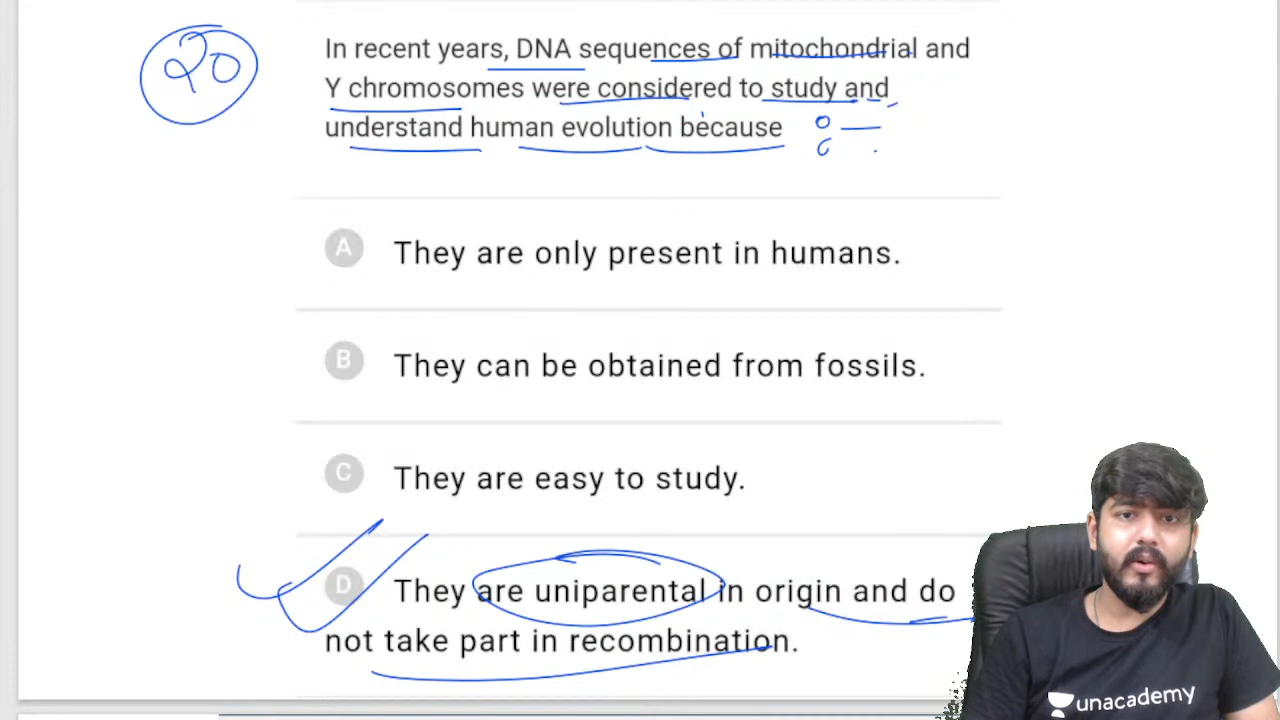 20
In recent years, DNA sequences of mitochondrial and
Y chromosomes were considered to study and
understand human evolution because
A They are only present in humans.
B They can be obtained from fossils.
C They are easy to study.
D They are uniparental in origin and do
not take part in recombination.
unacademy